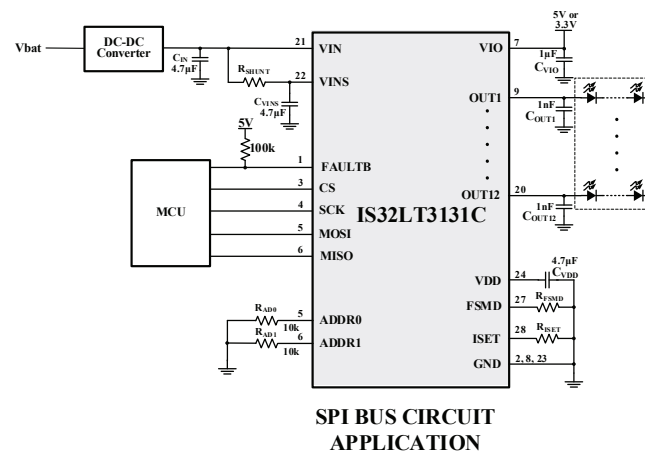 Vbat
DC-DC
Converter
CIN
4.7μF
RSHUNT
CVINS
4.7μF
5V
100k
MCU
21
22
1
3
4
5
6
VIN
VINS
FAULTB
CS
SCK
MOSI
MISO
IS32LT3131C
RAD0
10k
5
ADDR0
RAD1
10k
6
ADDR1
VIO
7
5V or
3.3V
1μF
CVIO
OUT1
9
1nF
COUT1
OUT12
20
1nF
COUT12
VDD
24
4.7μF
CVDD
FSMD
27
RFSMD
ISET
28
RISET
GND
2, 8, 23
SPI BUS CIRCUIT
APPLICATION